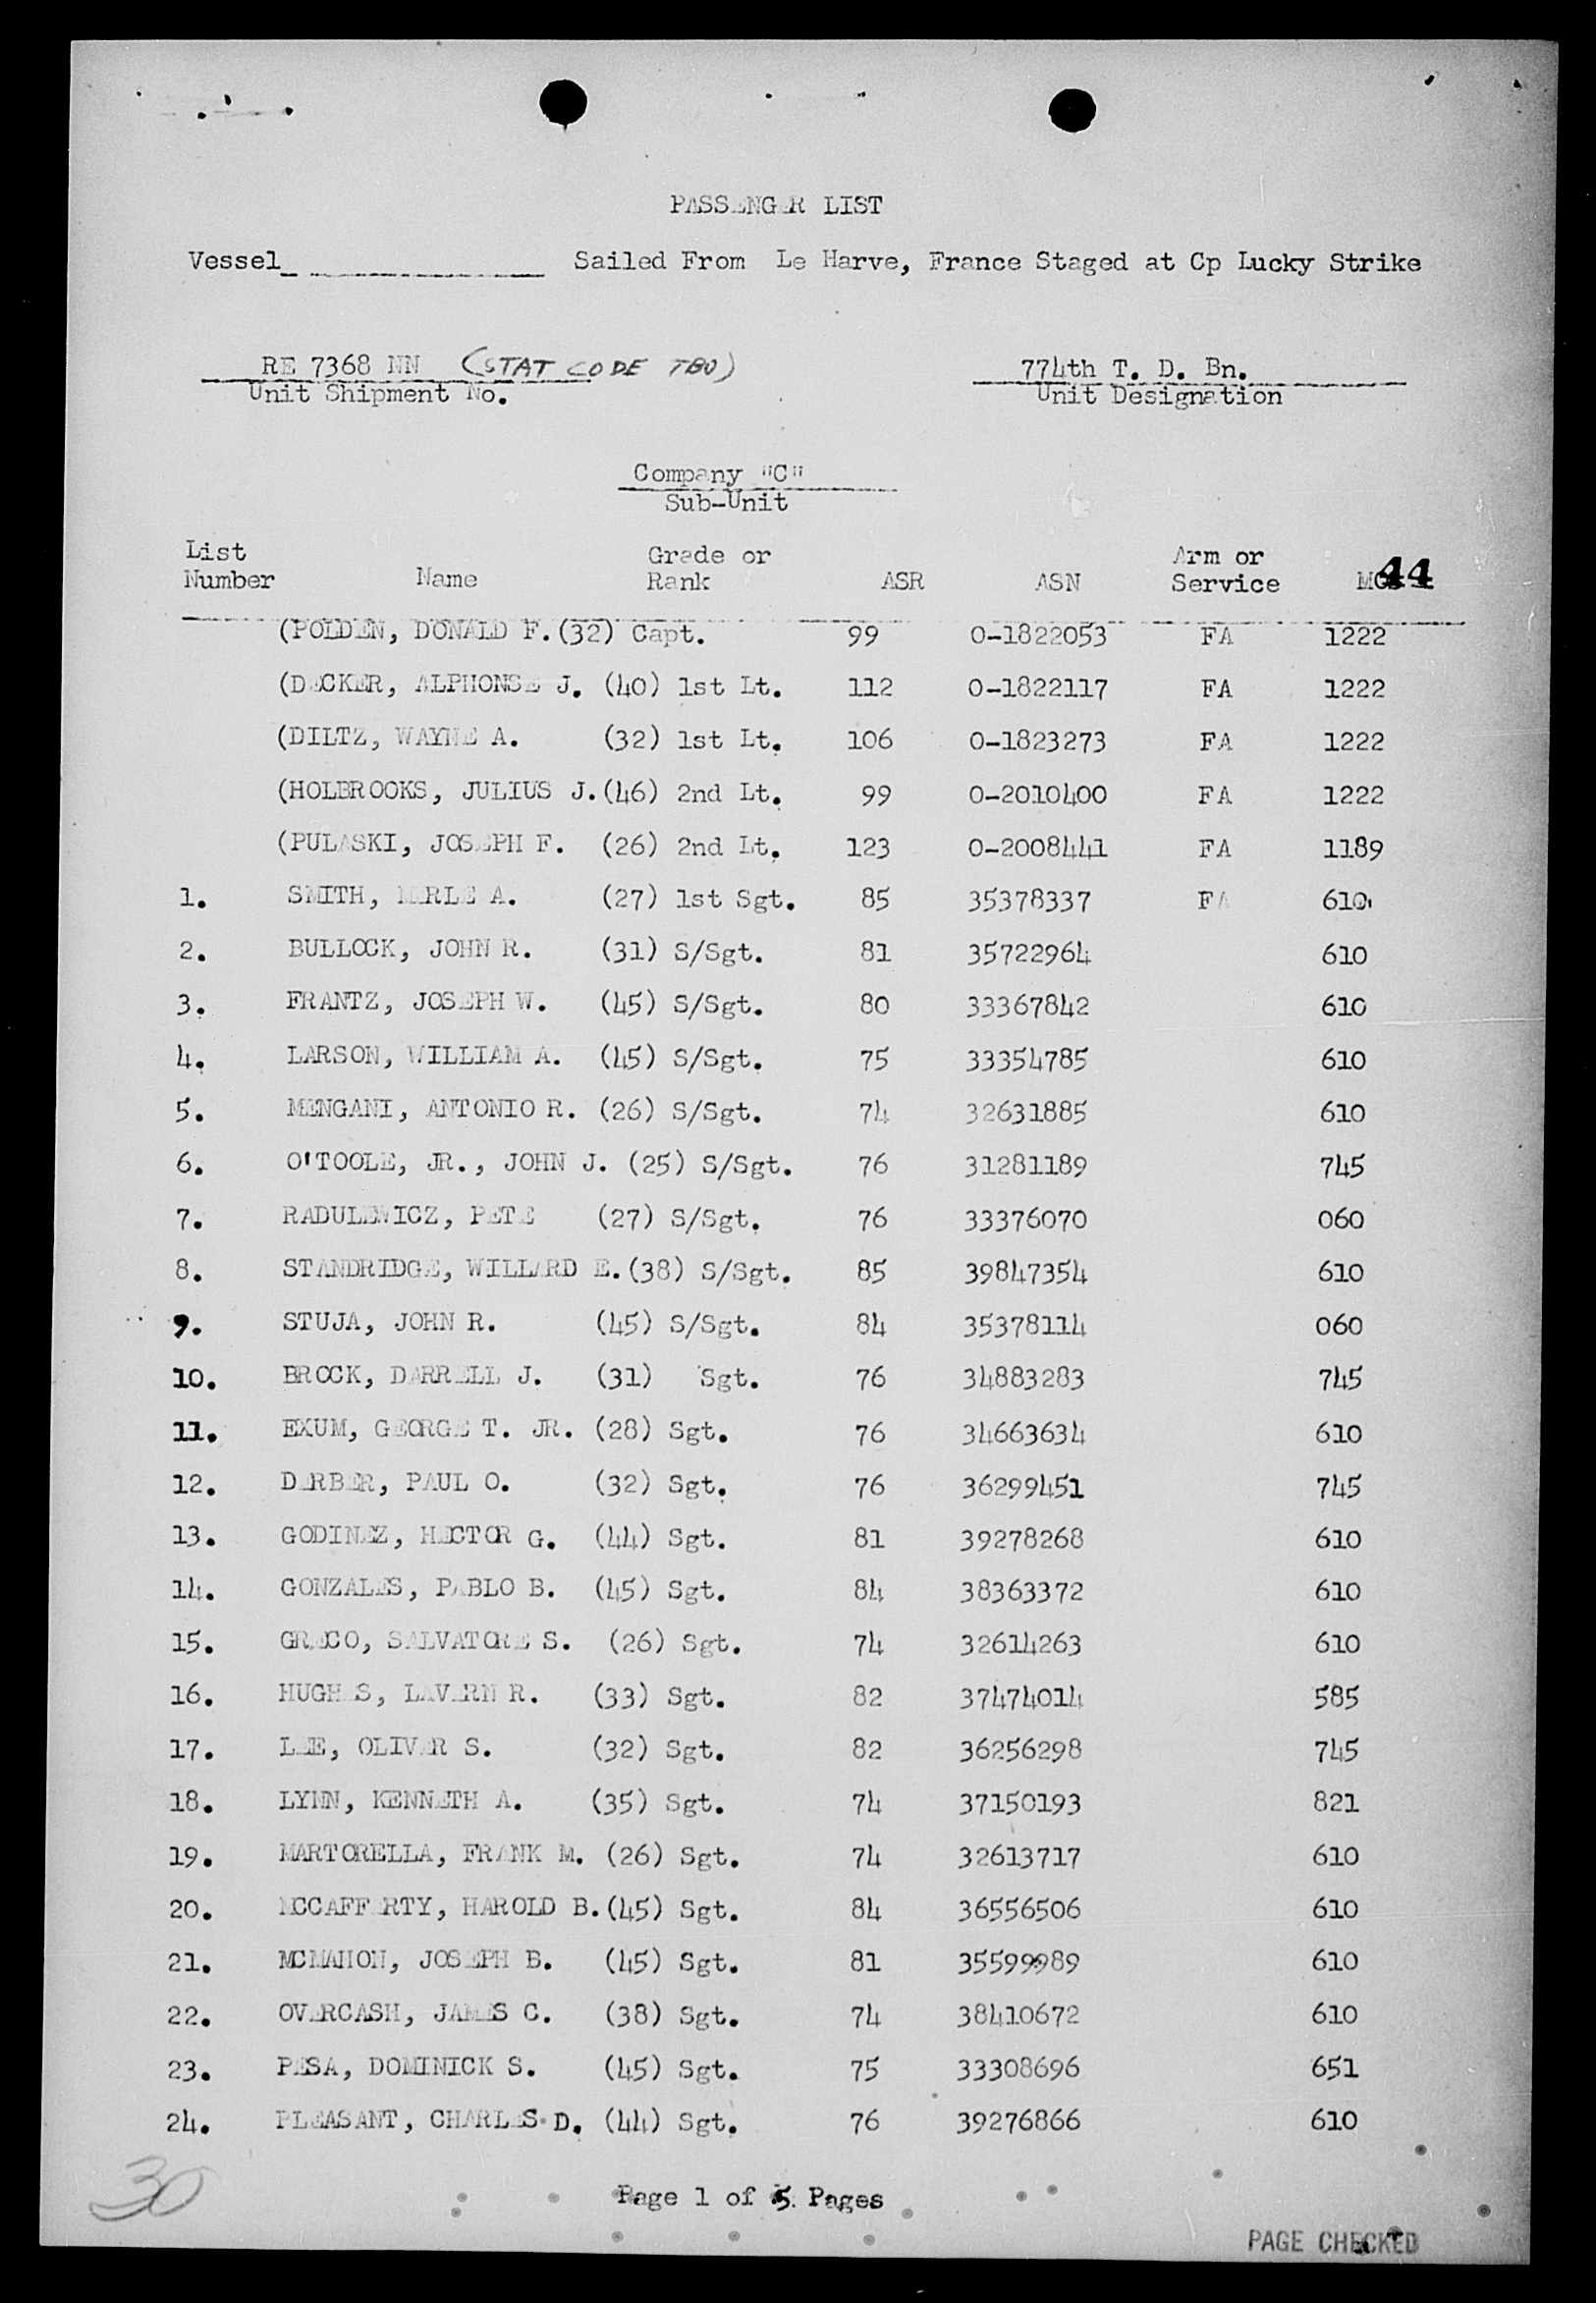 PASSENGER LIST
Vessel Sailed From Le Harve, France Staged at Cp Lucky Strike
RE 7368 NN (STAT CODE TBO) 774th T. D. Bn.
Unit Shipment No. Unit Designation
Company "C"
Sub-Unit
List Number Name Grade or Rank ASR ASN Arm or Service 44
(POLDEN, DONALD F. (32) Capt. 99 O-1822053 FA 1222
(DECKER, ALPHONSE J. (40) 1st Lt. 112 O-1822117 FA 1222
(DILTZ, WAYNE A. (32) 1st Lt. 106 O-1823273 FA 1222
(HOLBROOKS, JULIUS J. (46) 2nd Lt. 99 O-2010400 FA 1222
(PULASKI, JOSEPH F. (26) 2nd Lt. 123 O-2008441 FA 1189
1. SMITH, MERLE A. (27) 1st Sgt. 85 35378337 FA 610
2. BULLOCK, JOHN R. (31) S/Sgt. 81 35722964 610
3. FRANTZ, JOSEPH W. (45) S/Sgt. 80 33367842 610
4. LARSON, WILLIAM A. (45) S/Sgt. 75 33354785 610
5. MENGANI, ANTONIO R. (26) S/Sgt. 74 32631885 610
6. O'TOOLE, JR., JOHN J. (25) S/Sgt. 76 31281189 745
7. RADULEWICZ, PETE (27) S/Sgt. 76 33376070 060
8. STANDRIDGE, WILLARD E. (38) S/Sgt. 85 39847354 610
9. STUJA, JOHN R. (45) S/Sgt. 84 35378114 060
10. BROCK, DARRELL J. (31) Sgt. 76 34883283 745
11. EXUM, GEORGE T. JR. (28) Sgt. 76 34663634 610
12. DERBER, PAUL O. (32) Sgt. 76 36299451 745
13. GODINEZ, HECTOR G. (44) Sgt. 81 39278268 610
14. GONZALES, PABLO B. (45) Sgt. 84 38363372 610
15. GRECO, SALVATORE S. (26) Sgt. 74 32614263 610
16. HUGHES, LAVERN R. (33) Sgt. 82 37474014 585
17. LEE, OLIVER S. (32) Sgt. 82 36256298 745
18. LYNN, KENNETH A. (35) Sgt. 74 37150193 821
19. MARTORELLA, FRANK M. (26) Sgt. 74 32613717 610
20. MCCAFFERTY, HAROLD B. (45) Sgt. 84 36556506 610
21. MCMAHON, JOSEPH B. (45) Sgt. 81 35599989 610
22. OVERCASH, JAMES C. (38) Sgt. 74 38410672 610
23. PESA, DOMINICK S. (45) Sgt. 75 33308696 651
24. PLEASANT, CHARLES D. (44) Sgt. 76 39276866 610
30
Page 1 of 5 Pages
PAGE CHECKED